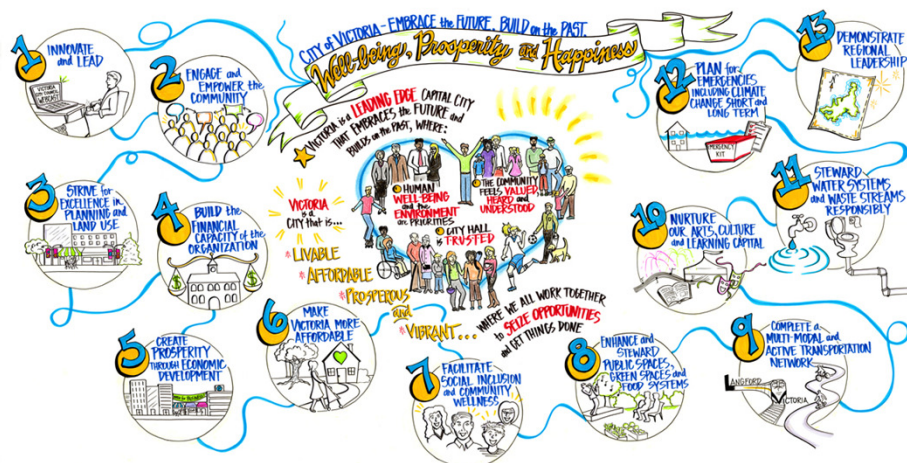 CITY OF VICTORIA - EMBRACE the FUTURE, BUILD on the PAST.
Well-being, Prosperity and Happiness
VICTORIA is a LEADING EDGE CAPITAL CITY
THAT EMBRACES the FUTURE and
BUILDS on the PAST, WHERE:
HUMAN
WELL-BEING
and the
ENVIRONMENT
are PRIORITIES
THE COMMUNITY
FEELS VALUED
HEARD and
UNDERSTOOD
CITY HALL
is TRUSTED
VICTORIA
is a
CITY that is...
LIVABLE
AFFORDABLE
PROSPEROUS
and
VIBRANT...
WHERE WE ALL WORK TOGETHER
to SEIZE OPPORTUNITIES
and GET THINGS DONE
1
INNOVATE
and LEAD
VICTORIA
WEBCAST
2
ENGAGE and
EMPOWER the
COMMUNITY
3
STRIVE for
EXCELLENCE in
PLANNING and
LAND USE
4
BUILD the
FINANCIAL
CAPACITY of the
ORGANIZATION
$
$
5
CREATE
PROSPERITY
THROUGH ECONOMIC
DEVELOPMENT
6
MAKE
VICTORIA MORE
AFFORDABLE
7
FACILITATE
SOCIAL INCLUSION
and COMMUNITY
WELLNESS
8
ENHANCE and
STEWARD
PUBLIC SPACES,
GREEN SPACES and
FOOD SYSTEMS
9
COMPLETE a
MULTI-MODAL and
ACTIVE TRANSPORTATION
NETWORK
LANGFORD
VICTORIA
10
NURTURE
OUR ARTS, CULTURE
and LEARNING CAPITAL
11
STEWARD
WATER SYSTEMS
and WASTE STREAMS
RESPONSIBLY
12
PLAN for
EMERGENCIES
INCLUDING CLIMATE
CHANGE SHORT and
LONG TERM
EMERGENCY
KIT
13
DEMONSTRATE
REGIONAL
LEADERSHIP